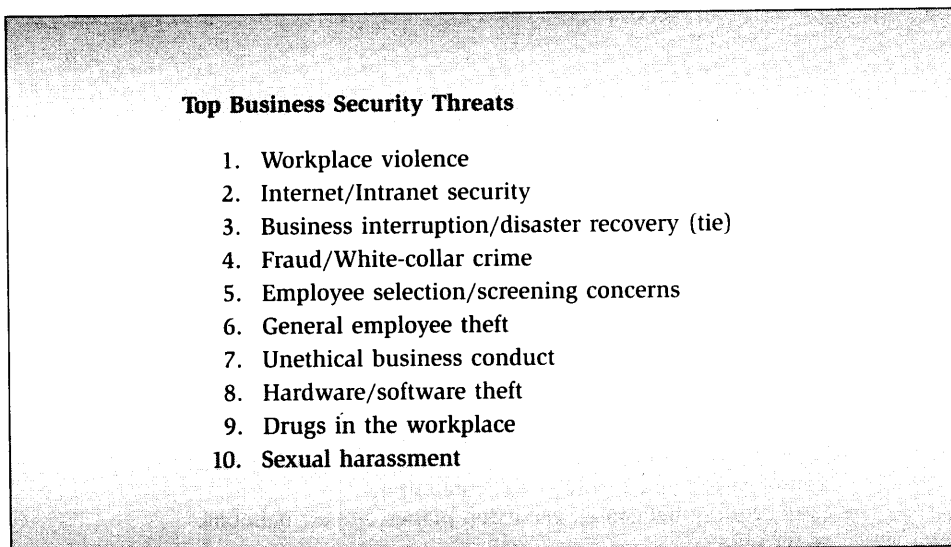 Top Business Security Threats
1. Workplace violence
2. Internet/Intranet security
3. Business interruption/disaster recovery (tie)
4. Fraud/White-collar crime
5. Employee selection/screening concerns
6. General employee theft
7. Unethical business conduct
8. Hardware/software theft
9. Drugs in the workplace
10. Sexual harassment